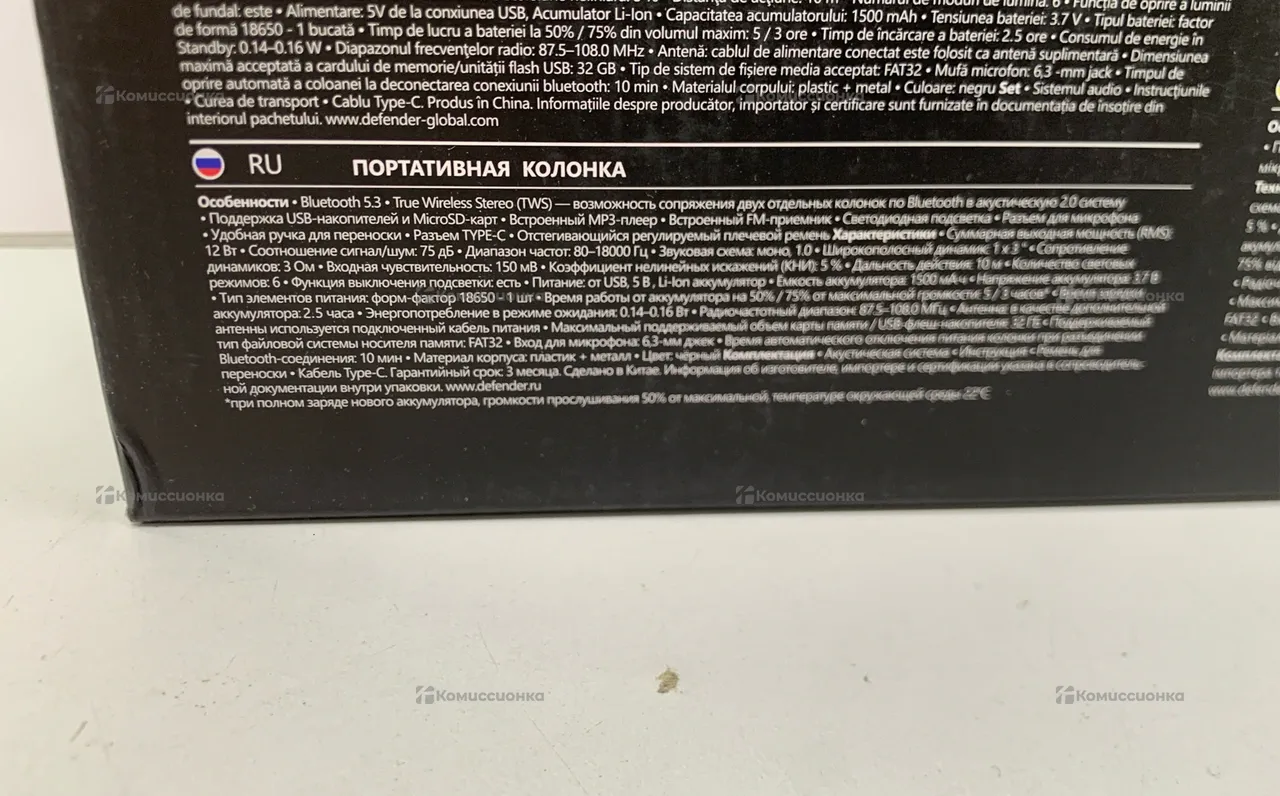 de fundal: este • Alimentare: 5V de la conxiunea USB, Acumulator Li-Ion • Capacitatea acumulatorului: 1500 mAh • Tensiunea bateriei: 3.7 V • Tipul bateriei: factor
de formă 18650 - 1 bucată • Timp de lucru a bateriei la 50% / 75% din volumul maxim: 5 / 3 ore • Timp de încărcare a bateriei: 2.5 ore • Consumul de energie în
Standby: 0.14–0.16 W • Diapazonul frecvențelor radio: 87.5–108.0 MHz • Antenă: cablul de alimentare conectat este folosit ca antenă suplimentară • Dimensiunea
maximă acceptată a cardului de memorie/unității flash USB: 32 GB • Tip de sistem de fișiere media acceptat: FAT32 • Mufă microfon: 6,3 -mm jack • Timpul de
oprire automată a coloanei la deconectarea conexiunii bluetooth: 10 min • Materialul corpului: plastic + metal • Culoare: negru Set • Sistemul audio • Instrucțiunile
• Curea de transport • Cablu Type-C. Produs în China. Informațiile despre producător, importator și certificare sunt furnizate în documentația de însoțire din
interiorul pachetului. www.defender-global.com
RU ПОРТАТИВНАЯ КОЛОНКА
Особенности • Bluetooth 5.3 • True Wireless Stereo (TWS) — возможность сопряжения двух отдельных колонок по Bluetooth в акустическую 2.0 систему
• Поддержка USB-накопителей и MicroSD-карт • Встроенный MP3-плеер • Встроенный FM-приемник • Светодиодная подсветка • Разъем для микрофона
• Удобная ручка для переноски • Разъем TYPE-C • Отстегивающийся регулируемый плечевой ремень Характеристики • Суммарная выходная мощность (RMS):
12 Вт • Соотношение сигнал/шум: 75 дБ • Диапазон частот: 80–18000 Гц • Звуковая схема: моно, 1.0 • Широкополосный динамик: 1 x 3" • Сопротивление
динамиков: 3 Ом • Входная чувствительность: 150 мВ • Коэффициент нелинейных искажений (КНИ): 5 % • Дальность действия: 10 м • Количество световых
режимов: 6 • Функция выключения подсветки: есть • Питание: от USB, 5 В, Li-Ion аккумулятор • Емкость аккумулятора: 1500 мА·ч • Напряжение аккумулятора: 3.7 В
• Тип элементов питания: форм-фактор 18650 - 1 шт • Время работы от аккумулятора на 50% / 75% от максимальной громкости: 5 / 3 часов* • Время зарядки
аккумулятора: 2.5 часа • Энергопотребление в режиме ожидания: 0.14–0.16 Вт • Радиочастотный диапазон: 87.5–108.0 МГц • Антенна: в качестве дополнительной
антенны используется подключенный кабель питания • Максимальный поддерживаемый объем карты памяти / USB-флеш-накопителя: 32 ГБ • Поддерживаемый
тип файловой системы носителя памяти: FAT32 • Вход для микрофона: 6,3-мм джек • Время автоматического отключения питания колонки при разъединении
Bluetooth-соединения: 10 мин • Материал корпуса: пластик + металл • Цвет: чёрный Комплектация • Акустическая система • Инструкция • Ремень для
переноски • Кабель Type-C. Гарантийный срок: 3 месяца. Сделано в Китае. Информация об изготовителе, импортере и сертификации указана в сопроводитель-
ной документации внутри упаковки. www.defender.ru
*при полном заряде нового аккумулятора, громкости прослушивания 50% от максимальной, температуре окружающей среды 22°C
Комиссионка
Комиссионка
Комиссионка
Комиссионка